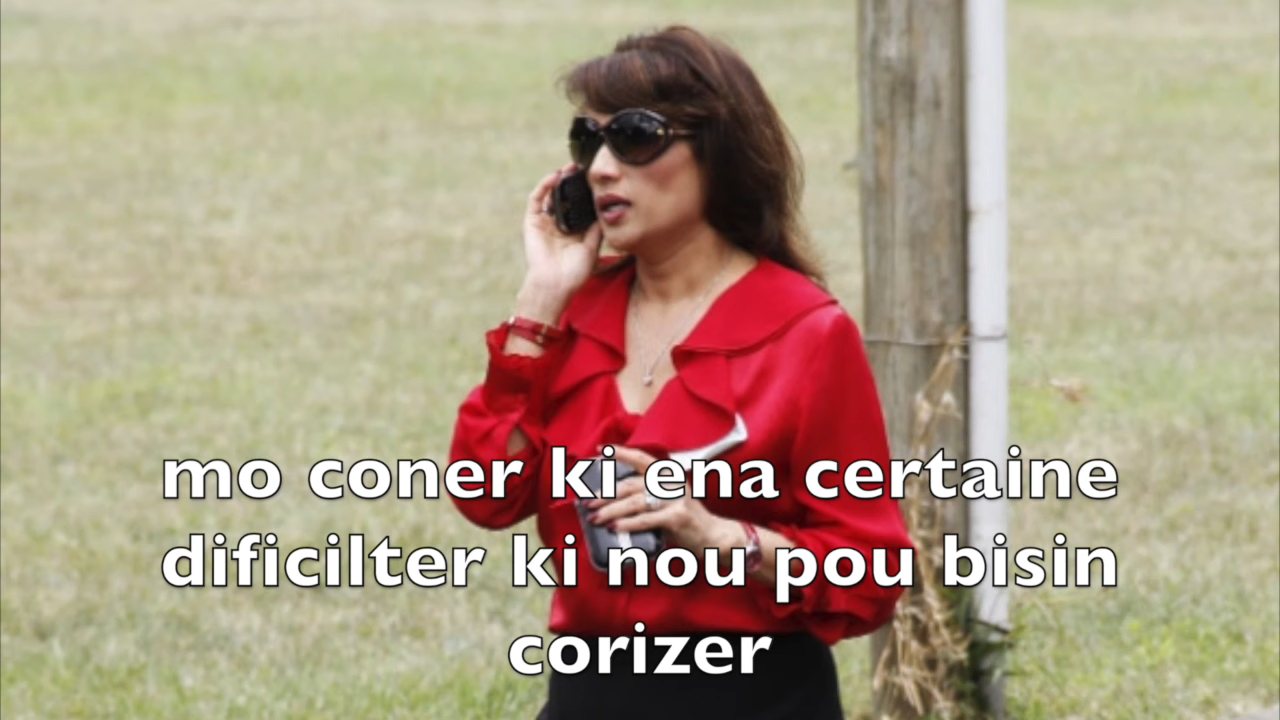 mo coner ki ena certaine
dificilter ki nou pou bisin
corizer